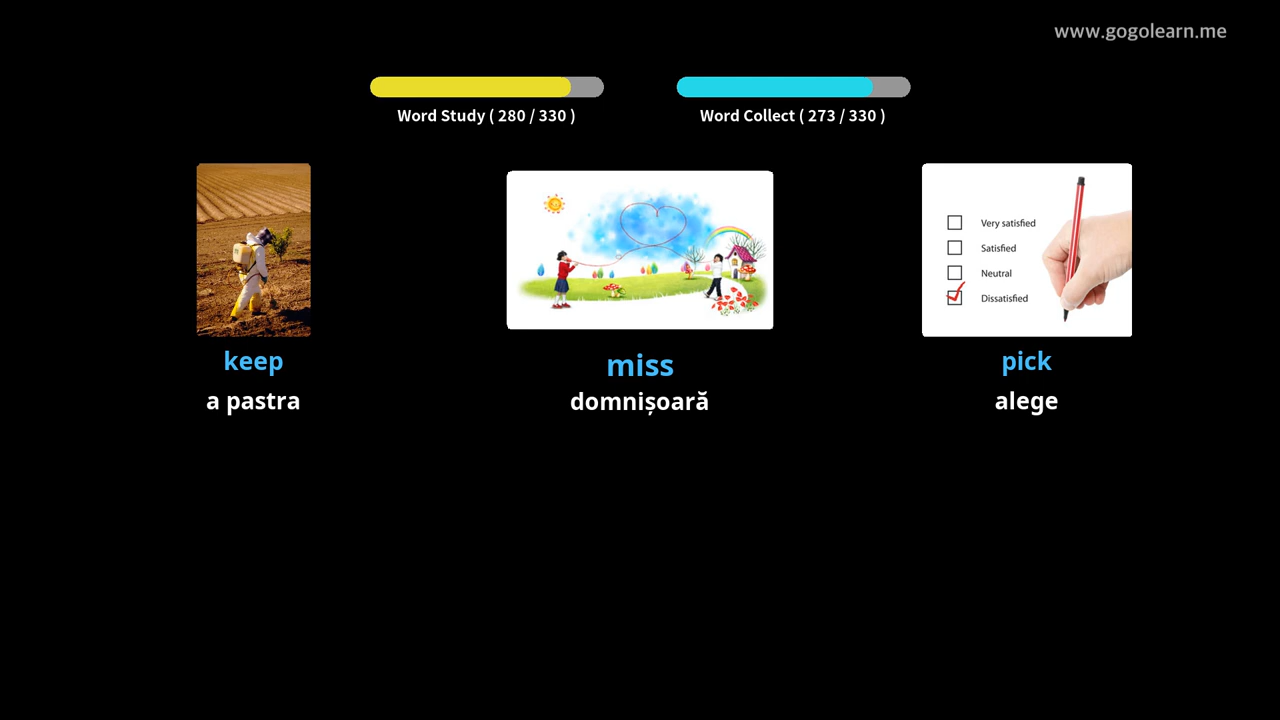 www.gogolearn.me
Word Study ( 280 / 330 )
Word Collect ( 273 / 330 )
Very satisfied
Satisfied
Neutral
Dissatisfied
keep
miss
pick
a pastra
domnișoară
alege